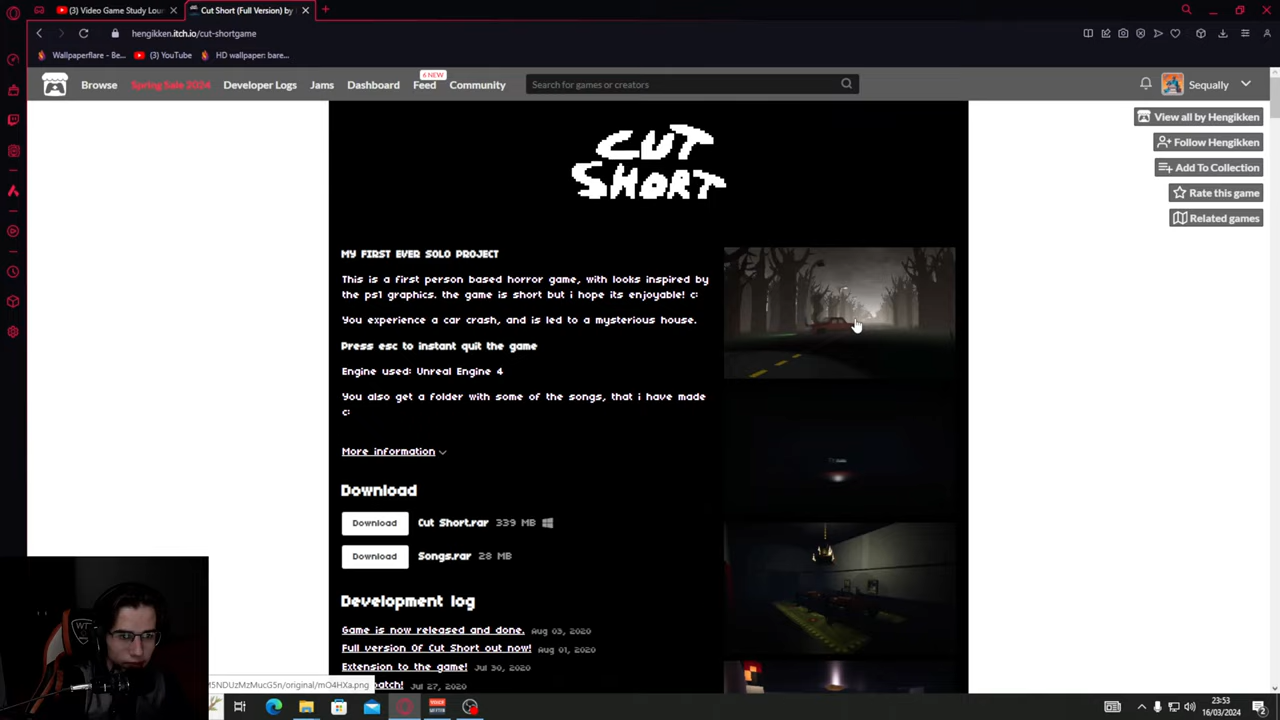 (3) Video Game Study Loun
Cut Short (Full Version) by
hengikken.itch.io/cut-shortgame
Wallpaperflare - Be...
(3) YouTube
HD wallpaper: bare...
Browse
Spring Sale 2024
Developer Logs
Jams
Dashboard
6 NEW
Feed
Community
Search for games or creators
Sequally
View all by Hengikken
Follow Hengikken
Add To Collection
Rate this game
Related games
CUT
SHORT
MY FIRST EVER SOLO PROJECT
This is a first person based horror game, with looks inspired by
the ps1 graphics. the game is short but i hope its enjoyable! c:
You experience a car crash, and is led to a mysterious house.
Press esc to instant quit the game
Engine used: Unreal Engine 4
You also get a folder with some of the songs, that i have made
c:
More information
Download
Download Cut Short.rar 339 MB
Download Songs.rar 28 MB
Development log
Game is now released and done. Aug 03, 2020
Full version Of Cut Short out now! Aug 01, 2020
Extension to the game! Jul 30, 2020
patch! Jul 27, 2020
M5NDUzMzMucG5n/original/mO4HXa.png
23:53
16/03/2024
2